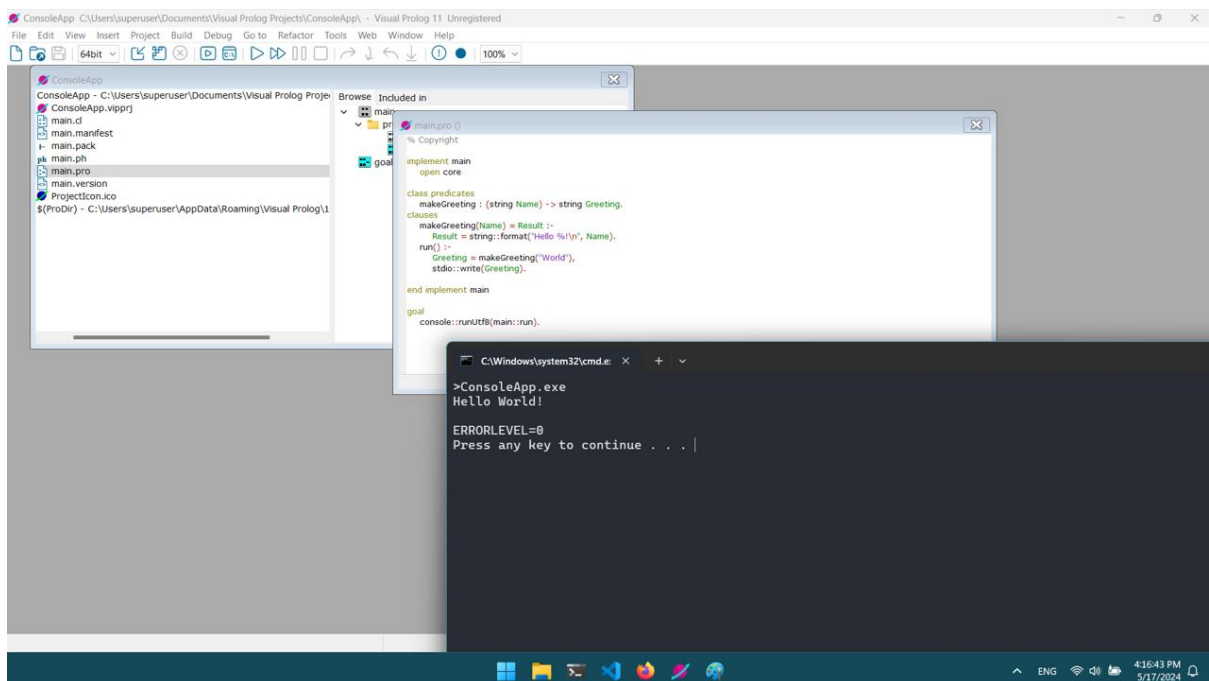 ConsoleApp C:\Users\superuser\Documents\Visual Prolog Projects\ConsoleApp\ - Visual Prolog 11 Unregistered
File Edit View Insert Project Build Debug Go to Refactor Tools Web Window Help
64bit 100%
ConsoleApp
ConsoleApp - C:\Users\superuser\Documents\Visual Prolog Proje
ConsoleApp.vipprj
main.cl
main.manifest
main.pack
main.ph
main.pro
main.version
ProjectIcon.ico
$(ProDir) - C:\Users\superuser\AppData\Roaming\Visual Prolog\1
Browse Included in
main
pr
goal
main.pro ()
% Copyright
implement main
open core
class predicates
makeGreeting : (string Name) -> string Greeting.
clauses
makeGreeting(Name) = Result :-
Result = string::format("Hello %!\n", Name).
run() :-
Greeting = makeGreeting("World"),
stdio::write(Greeting).
end implement main
goal
console::runUtf8(main::run).
C:\Windows\system32\cmd.e:
>ConsoleApp.exe
Hello World!
ERRORLEVEL=0
Press any key to continue . . .
ENG
4:16:43 PM
5/17/2024